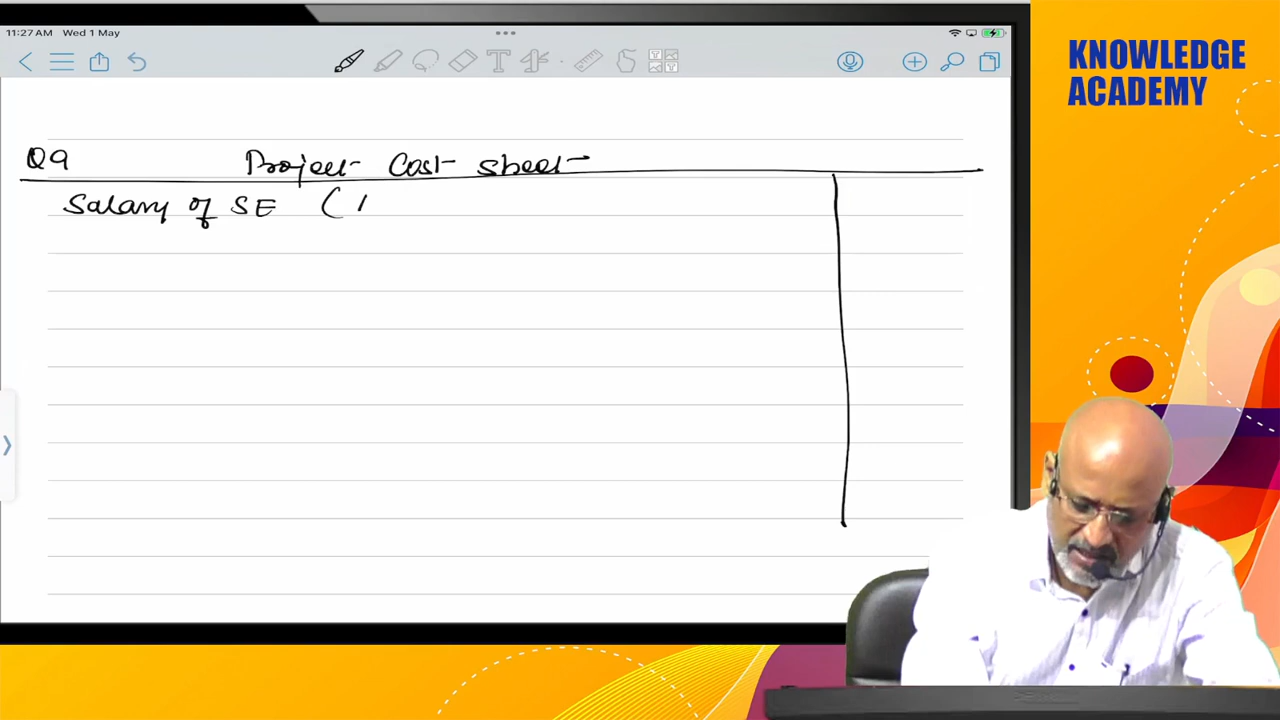 11:27 AM Wed 1 May
KNOWLEDGE
ACADEMY
Q9 Project Cost sheet
Salary of SE (1